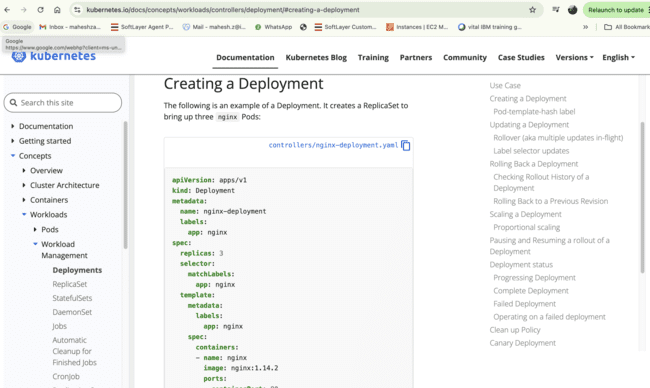 kubernetes.io/docs/concepts/workloads/controllers/deployment/#creating-a-deployment
Relaunch to update
Google
Inbox - maheshza...
SoftLayer Agent P...
Mail - mahesh.z@i...
WhatsApp
SoftLayer Custom...
Instances | EC2 M...
vital IBM training g...
»
All Bookmark
Google
https://www.google.com/webhp?client=ms-un...
kubernetes
Documentation
Kubernetes Blog
Training
Partners
Community
Case Studies
Versions
English
Search this site
Documentation
Getting started
Concepts
Overview
Cluster Architecture
Containers
Workloads
Pods
Workload
Management
Deployments
ReplicaSet
StatefulSets
DaemonSet
Jobs
Automatic
Cleanup for
Finished Jobs
CronJob
Creating a Deployment
The following is an example of a Deployment. It creates a ReplicaSet to
bring up three nginx Pods:
controllers/nginx-deployment.yaml
apiVersion: apps/v1
kind: Deployment
metadata:
name: nginx-deployment
labels:
app: nginx
spec:
replicas: 3
selector:
matchLabels:
app: nginx
template:
metadata:
labels:
app: nginx
spec:
containers:
- name: nginx
image: nginx:1.14.2
ports:
Use Case
Creating a Deployment
Pod-template-hash label
Updating a Deployment
Rollover (aka multiple updates in-flight)
Label selector updates
Rolling Back a Deployment
Checking Rollout History of a
Deployment
Rolling Back to a Previous Revision
Scaling a Deployment
Proportional scaling
Pausing and Resuming a rollout of a
Deployment
Deployment status
Progressing Deployment
Complete Deployment
Failed Deployment
Operating on a failed deployment
Clean up Policy
Canary Deployment